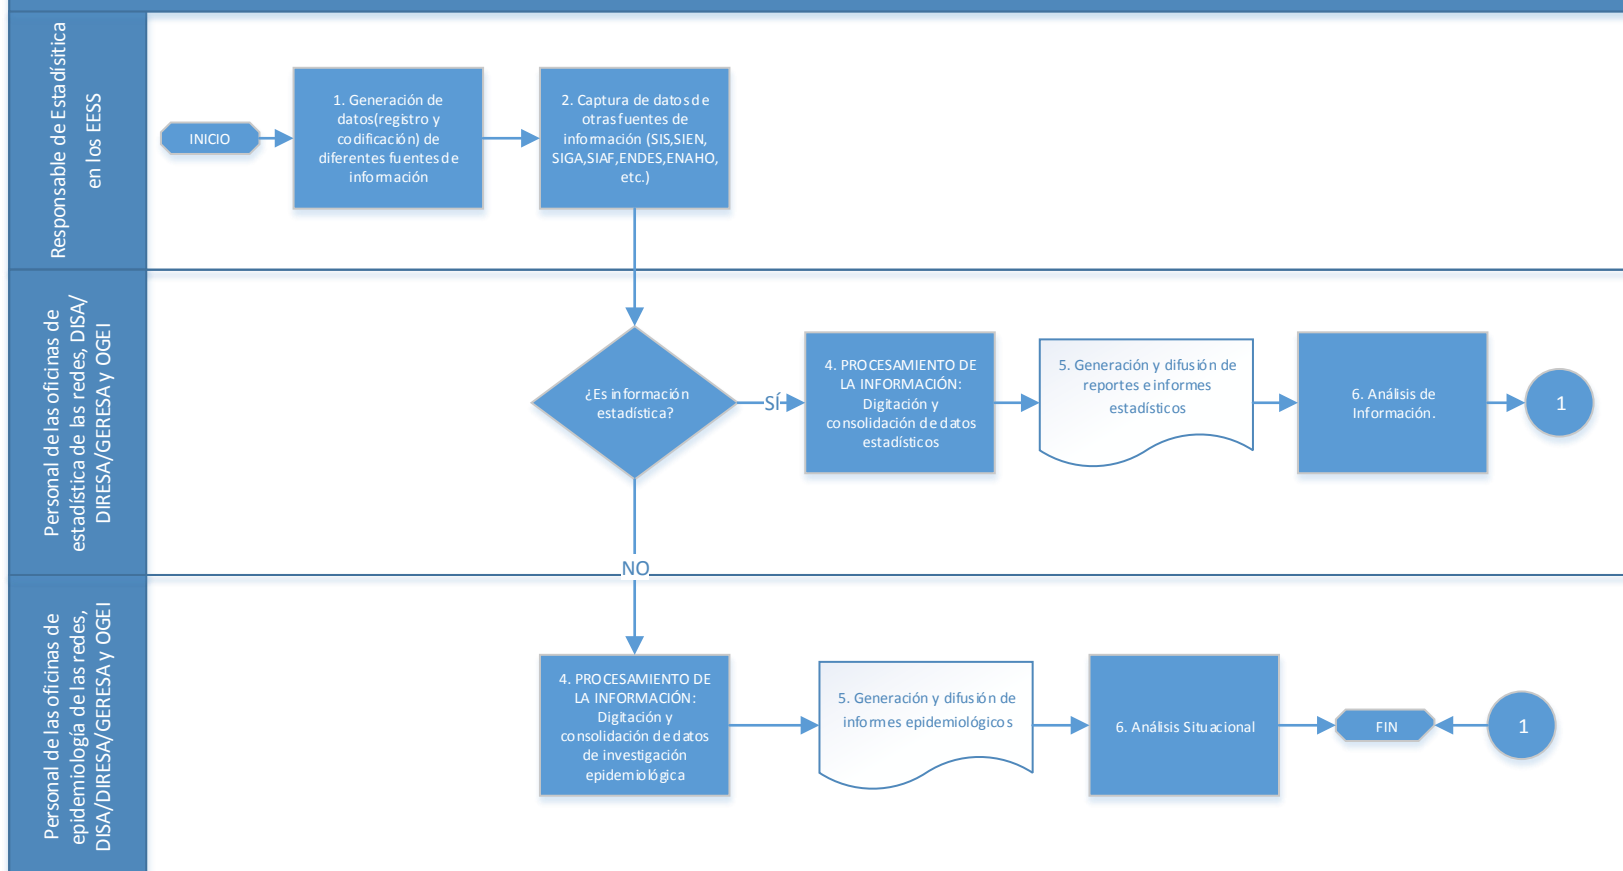 Responsable de Estadísitica
en los EESS
INICIO
1. Generación de
datos(registro y
codificación) de
diferentes fuentes de
información
2. Captura de datos de
otras fuentes de
información (SIS,SIEN,
SIGA,SIAF,ENDES,ENAHO,
etc.)
Personal de las oficinas de
estadística de las redes, DISA/
DIRESA/GERESA y OGEI
¿Es información
estadística?
SÍ
4. PROCESAMIENTO DE
LA INFORMACIÓN:
Digitación y
consolidación de datos
estadísticos
5. Generación y difusión de
reportes e informes
estadísticos
6. Análisis de
Información.
1
NO
Personal de las oficinas de
epidemiología de las redes,
DISA/DIRESA/GERESA y OGEI
4. PROCESAMIENTO DE
LA INFORMACIÓN:
Digitación y
consolidación de datos
de investigación
epidemiológica
5. Generación y difusión de
informes epidemiológicos
6. Análisis Situacional
FIN
1